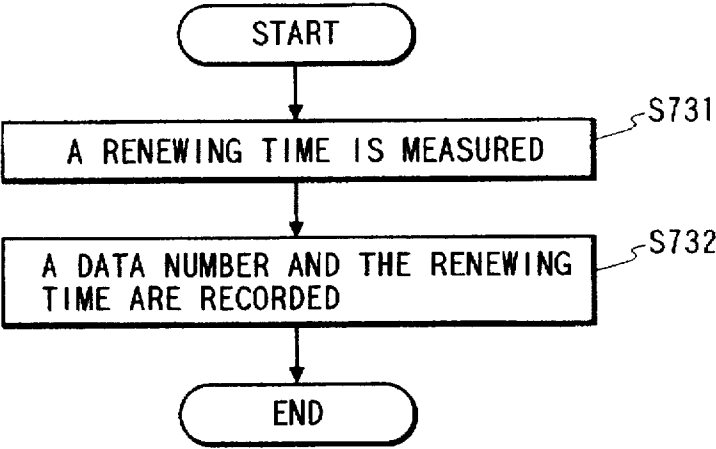 START
S731
A RENEWING TIME IS MEASURED
S732
A DATA NUMBER AND THE RENEWING
TIME ARE RECORDED
END